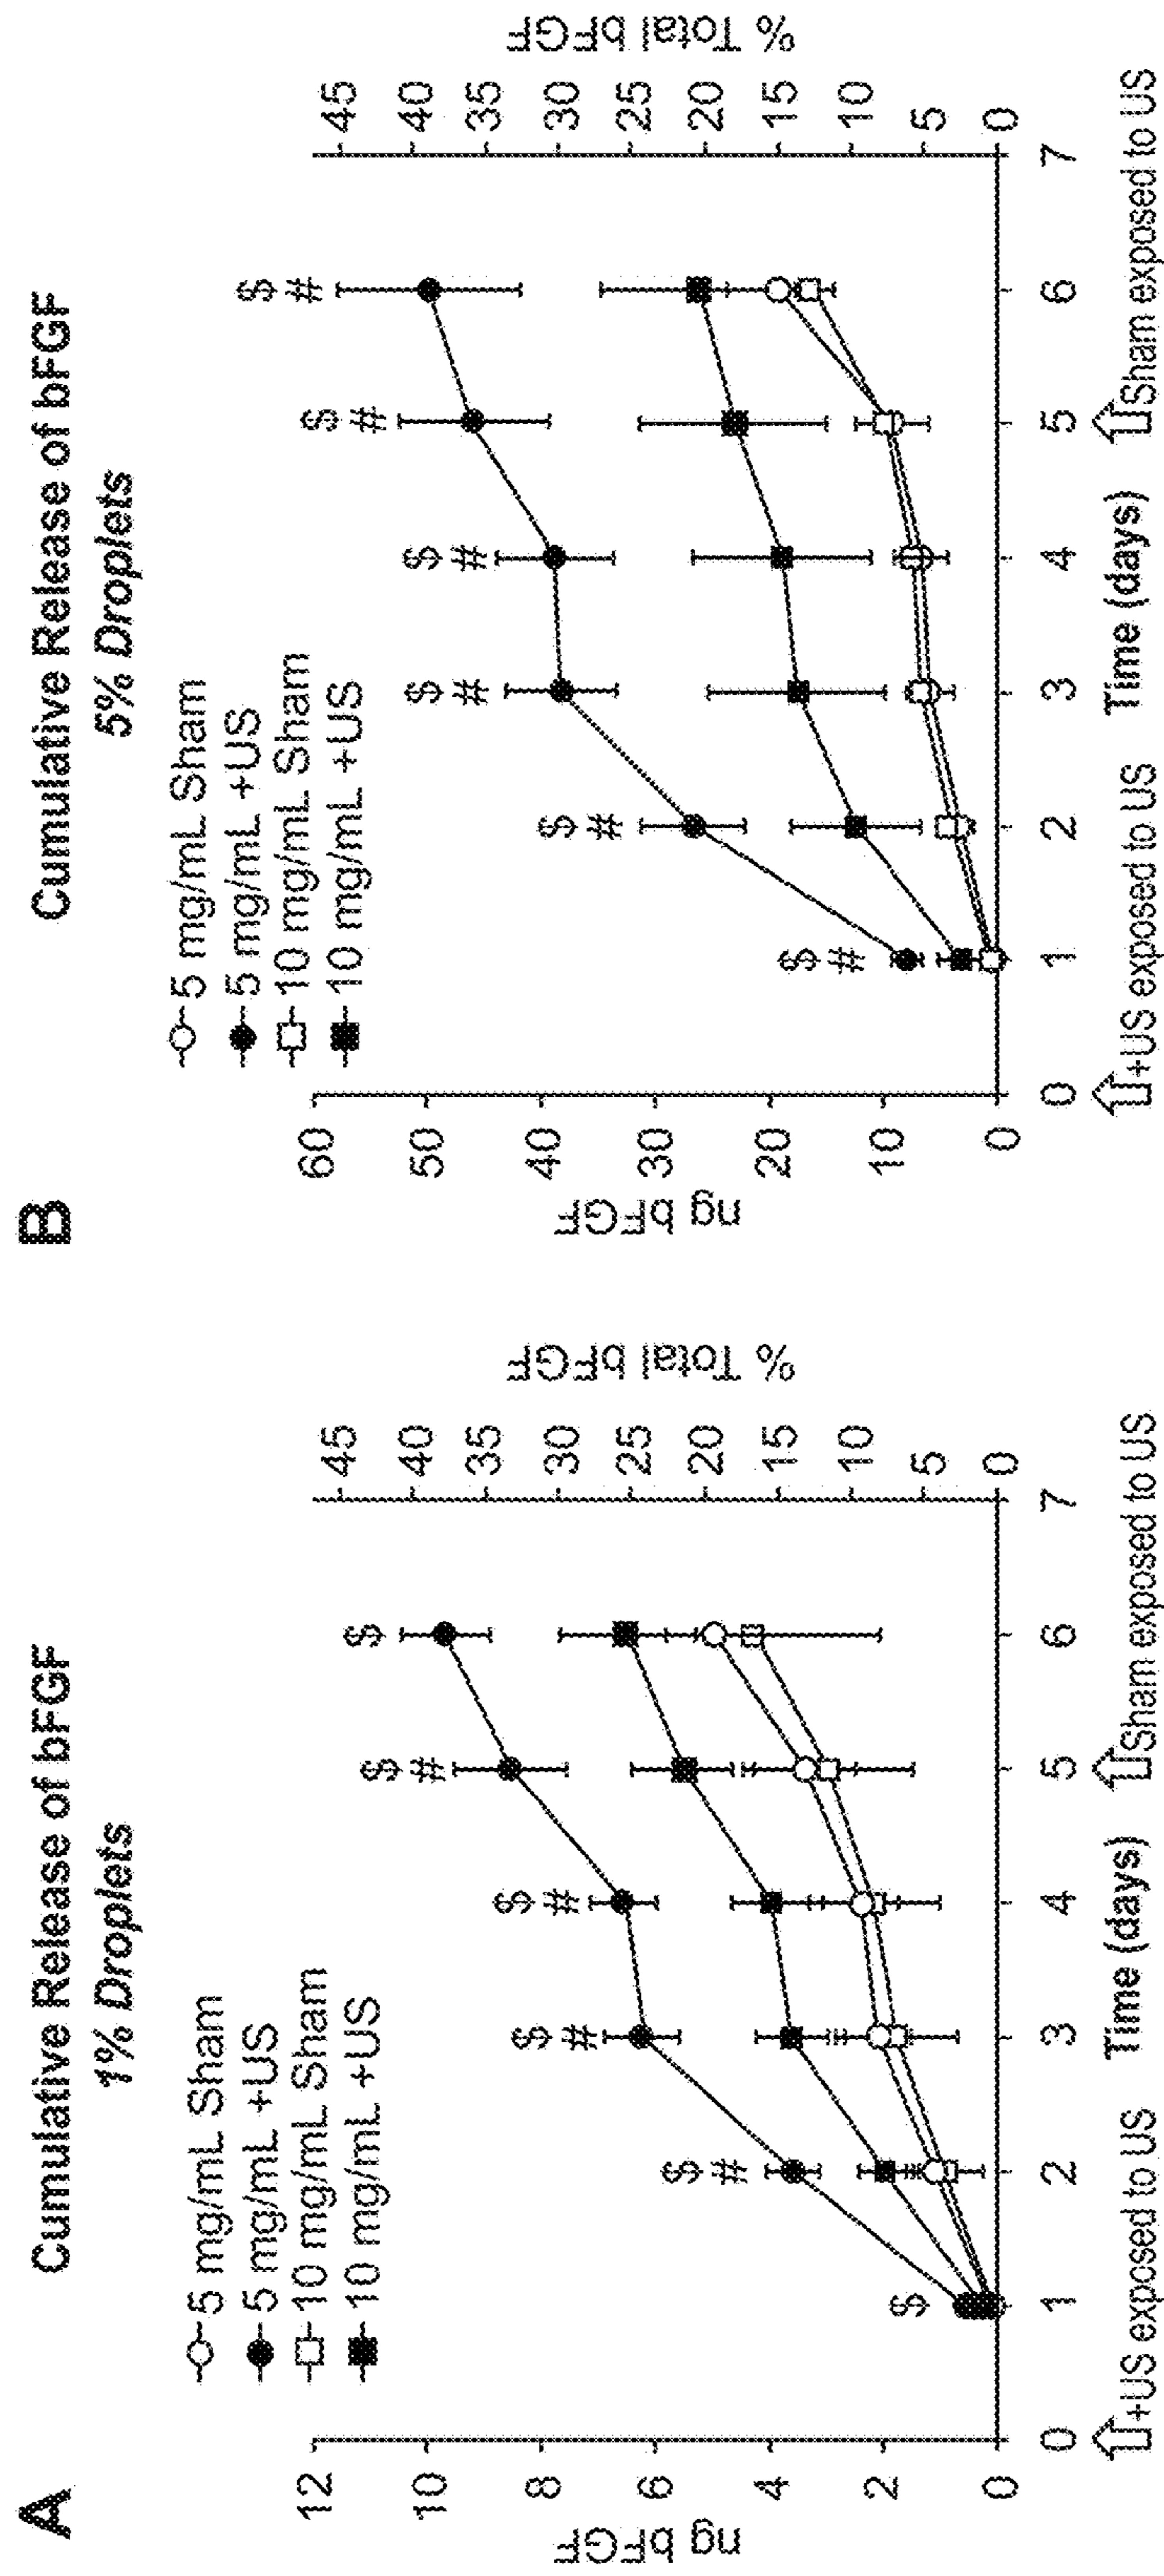 A
Cumulative Release of bFGF
1% Droplets
5 mg/mL Sham
5 mg/mL +US
10 mg/mL Sham
10 mg/mL +US
ng bFGF
12
10
8
6
4
2
0
$
$ #
$ #
$ #
$ #
$
% Total bFGF
45
40
35
30
25
20
15
10
5
0
0 1 2 3 4 5 6 7
+US exposed to US
Time (days)
Sham exposed to US
B
Cumulative Release of bFGF
5% Droplets
5 mg/mL Sham
5 mg/mL +US
10 mg/mL Sham
10 mg/mL +US
ng bFGF
60
50
40
30
20
10
0
$ #
$ #
$ #
$ #
$ #
$ #
% Total bFGF
45
40
35
30
25
20
15
10
5
0
0 1 2 3 4 5 6 7
+US exposed to US
Time (days)
Sham exposed to US